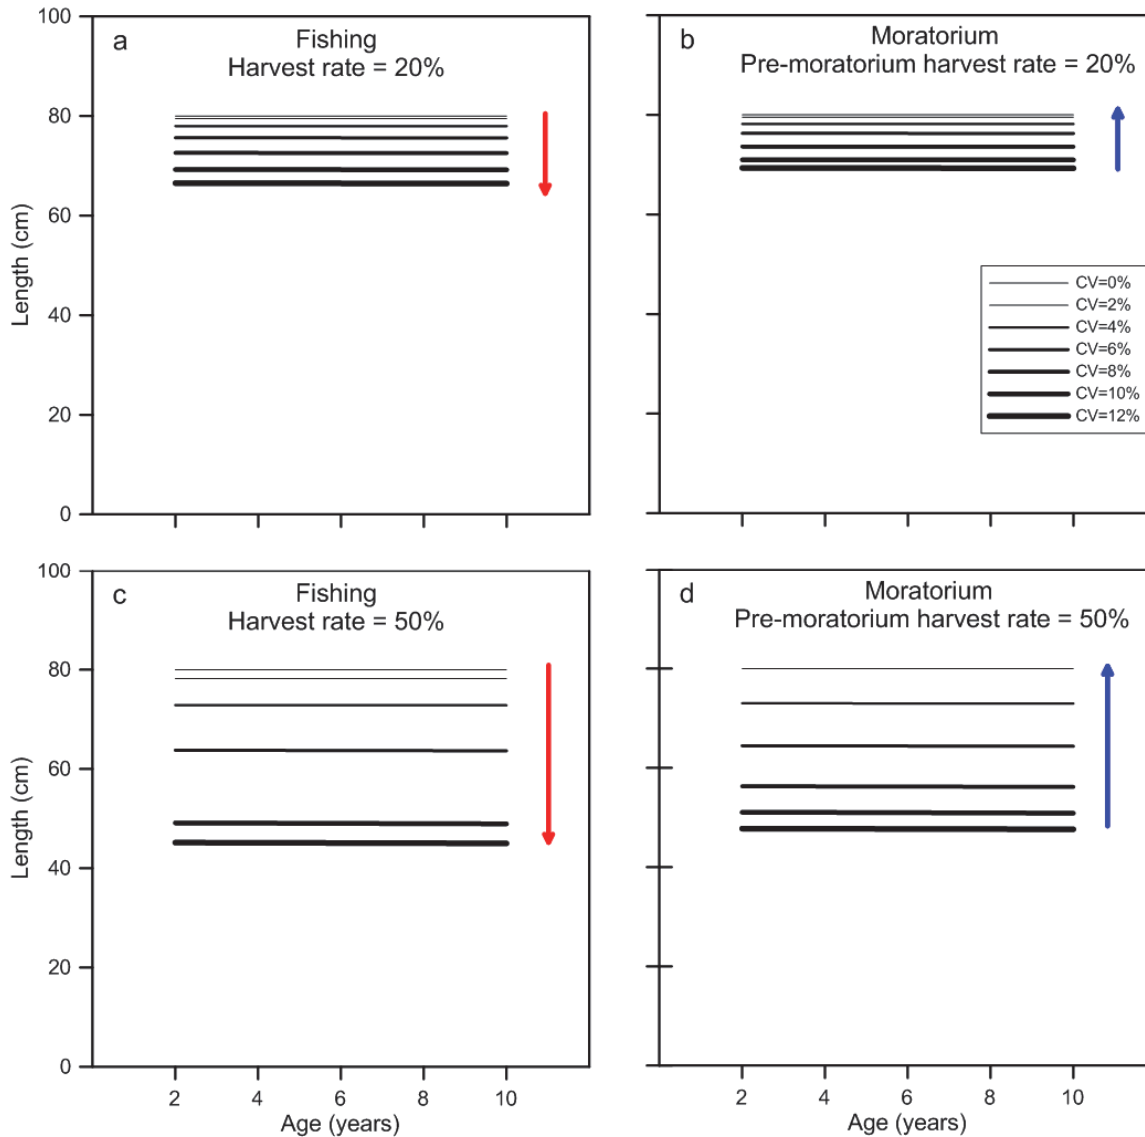 a
Fishing
Harvest rate = 20%
100
80
60
40
20
0
Length (cm)
b
Moratorium
Pre-moratorium harvest rate = 20%
CV=0%
CV=2%
CV=4%
CV=6%
CV=8%
CV=10%
CV=12%
c
Fishing
Harvest rate = 50%
100
80
60
40
20
0
Length (cm)
2 4 6 8 10
Age (years)
d
Moratorium
Pre-moratorium harvest rate = 50%
2 4 6 8 10
Age (years)